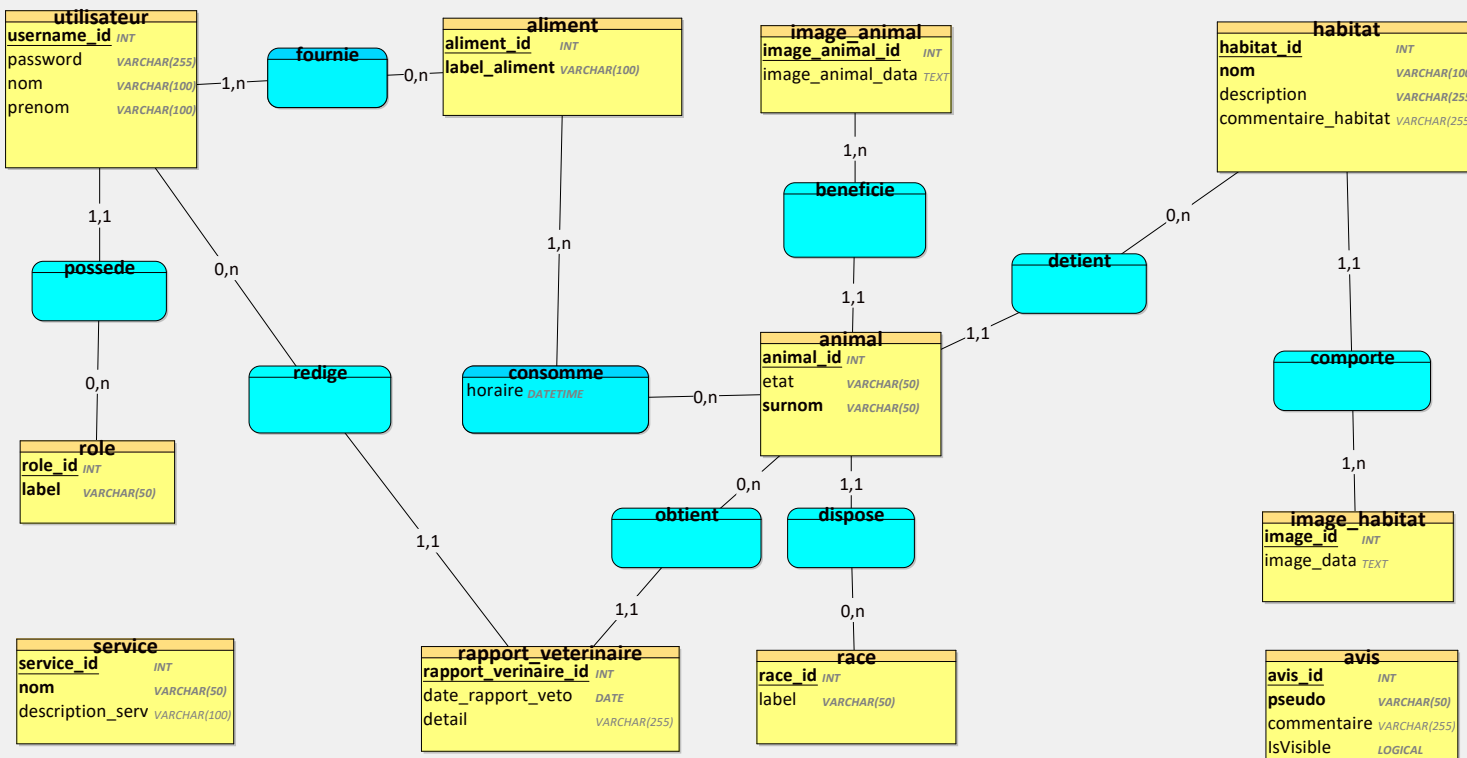 utilisateur
username_id INT
password VARCHAR(255)
nom VARCHAR(100)
prenom VARCHAR(100)
1,n
fournie
0,n
aliment
aliment_id INT
label_aliment VARCHAR(100)
image_animal
image_animal_id INT
image_animal_data TEXT
habitat
habitat_id INT
nom VARCHAR(100
description VARCHAR(255
commentaire_habitat VARCHAR(255
1,1
possede
0,n
role
role_id INT
label VARCHAR(50)
0,n
redige
1,1
1,n
consomme
horaire DATETIME
0,n
1,n
beneficie
1,1
animal
animal_id INT
etat VARCHAR(50)
surnom VARCHAR(50)
0,n
detient
1,1
1,1
comporte
1,n
image_habitat
image_id INT
image_data TEXT
0,n
obtient
1,1
1,1
dispose
0,n
service
service_id INT
nom VARCHAR(50)
description_serv VARCHAR(100)
rapport_veterinaire
rapport_verinaire_id INT
date_rapport_veto DATE
detail VARCHAR(255)
race
race_id INT
label VARCHAR(50)
avis
avis_id INT
pseudo VARCHAR(50)
commentaire VARCHAR(255)
IsVisible LOGICAL